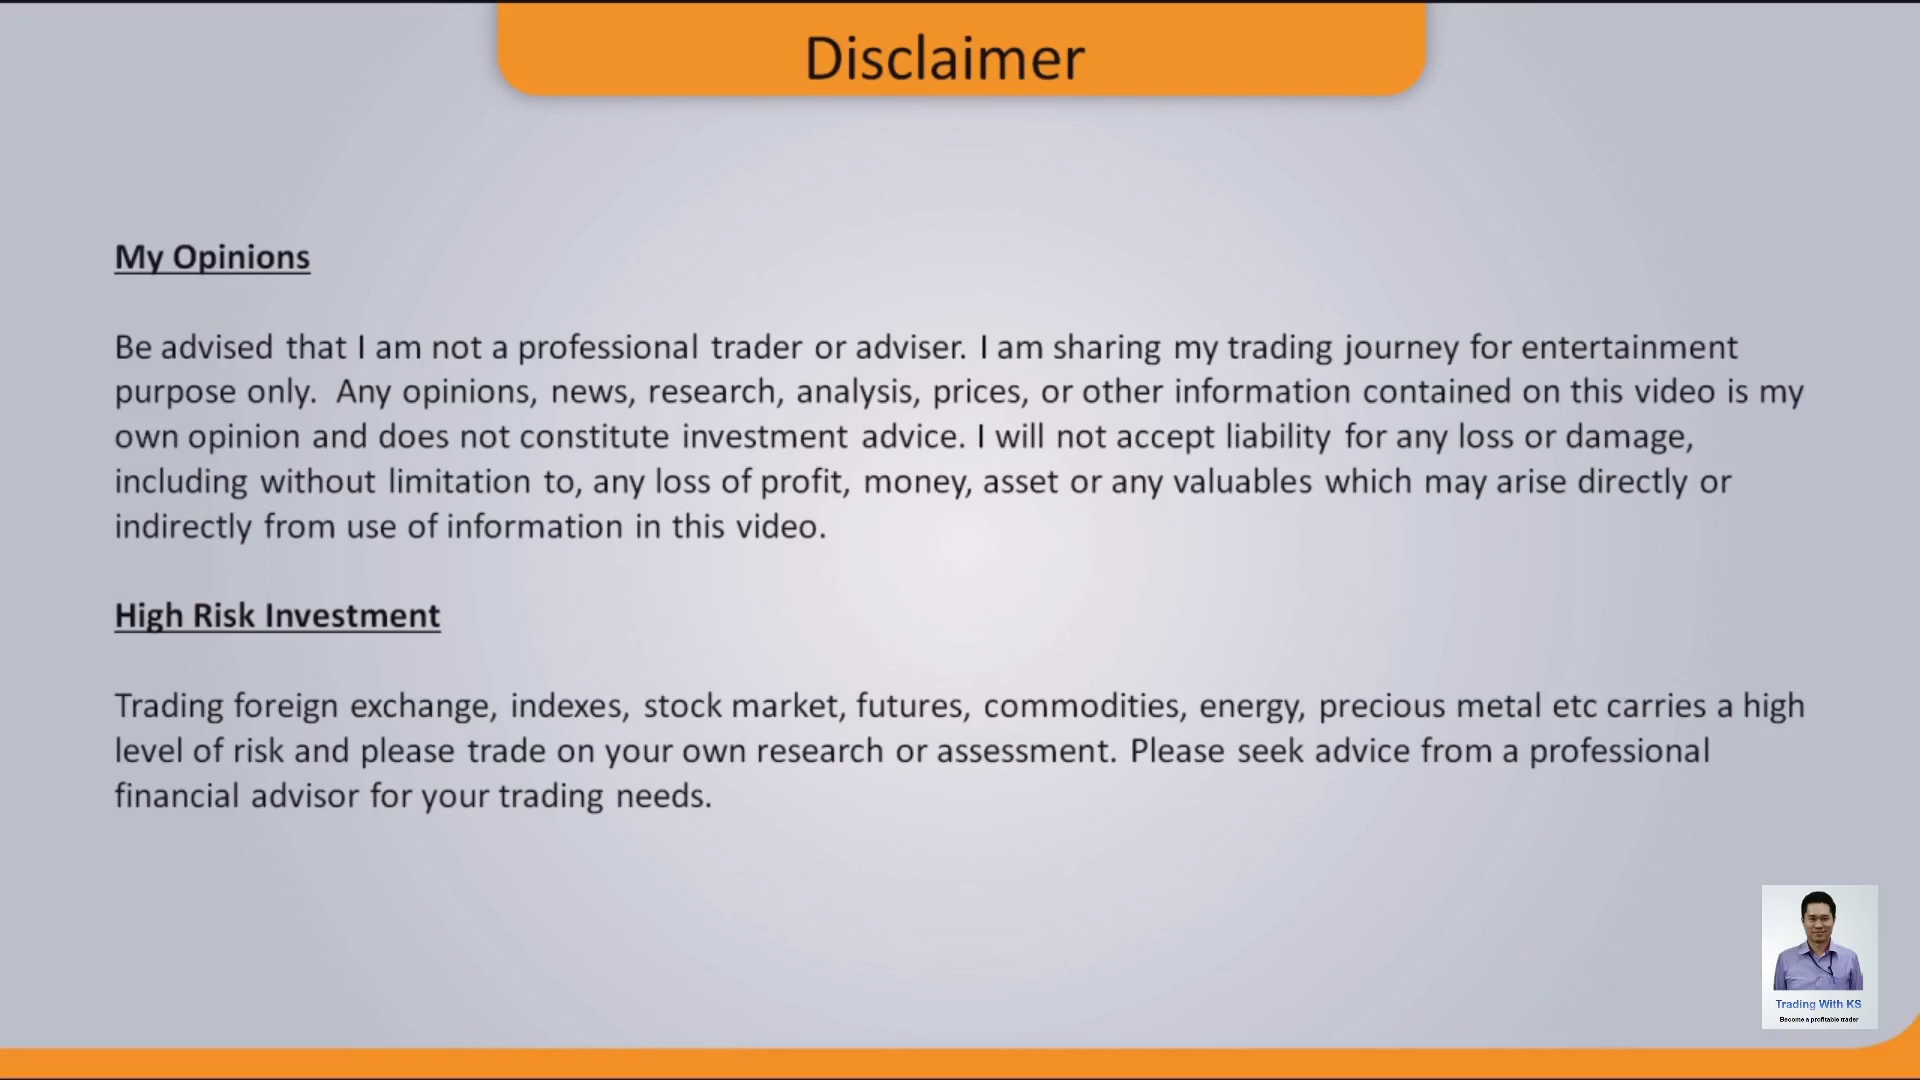 Disclaimer
My Opinions
Be advised that I am not a professional trader or adviser. I am sharing my trading journey for entertainment
purpose only.  Any opinions, news, research, analysis, prices, or other information contained on this video is my
own opinion and does not constitute investment advice. I will not accept liability for any loss or damage,
including without limitation to, any loss of profit, money, asset or any valuables which may arise directly or
indirectly from use of information in this video.
High Risk Investment
Trading foreign exchange, indexes, stock market, futures, commodities, energy, precious metal etc carries a high
level of risk and please trade on your own research or assessment. Please seek advice from a professional
financial advisor for your trading needs.
Trading With KS
Become a profitable trader